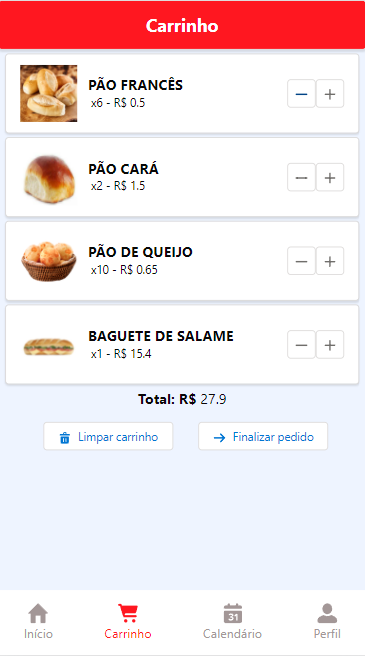 Carrinho
PÃO FRANCÊS
x6 - R$ 0.5
PÃO CARÁ
x2 - R$ 1.5
PÃO DE QUEIJO
x10 - R$ 0.65
BAGUETE DE SALAME
x1 - R$ 15.4
Total: R$ 27.9
Limpar carrinho
Finalizar pedido
31
Início
Carrinho
Calendário
Perfil